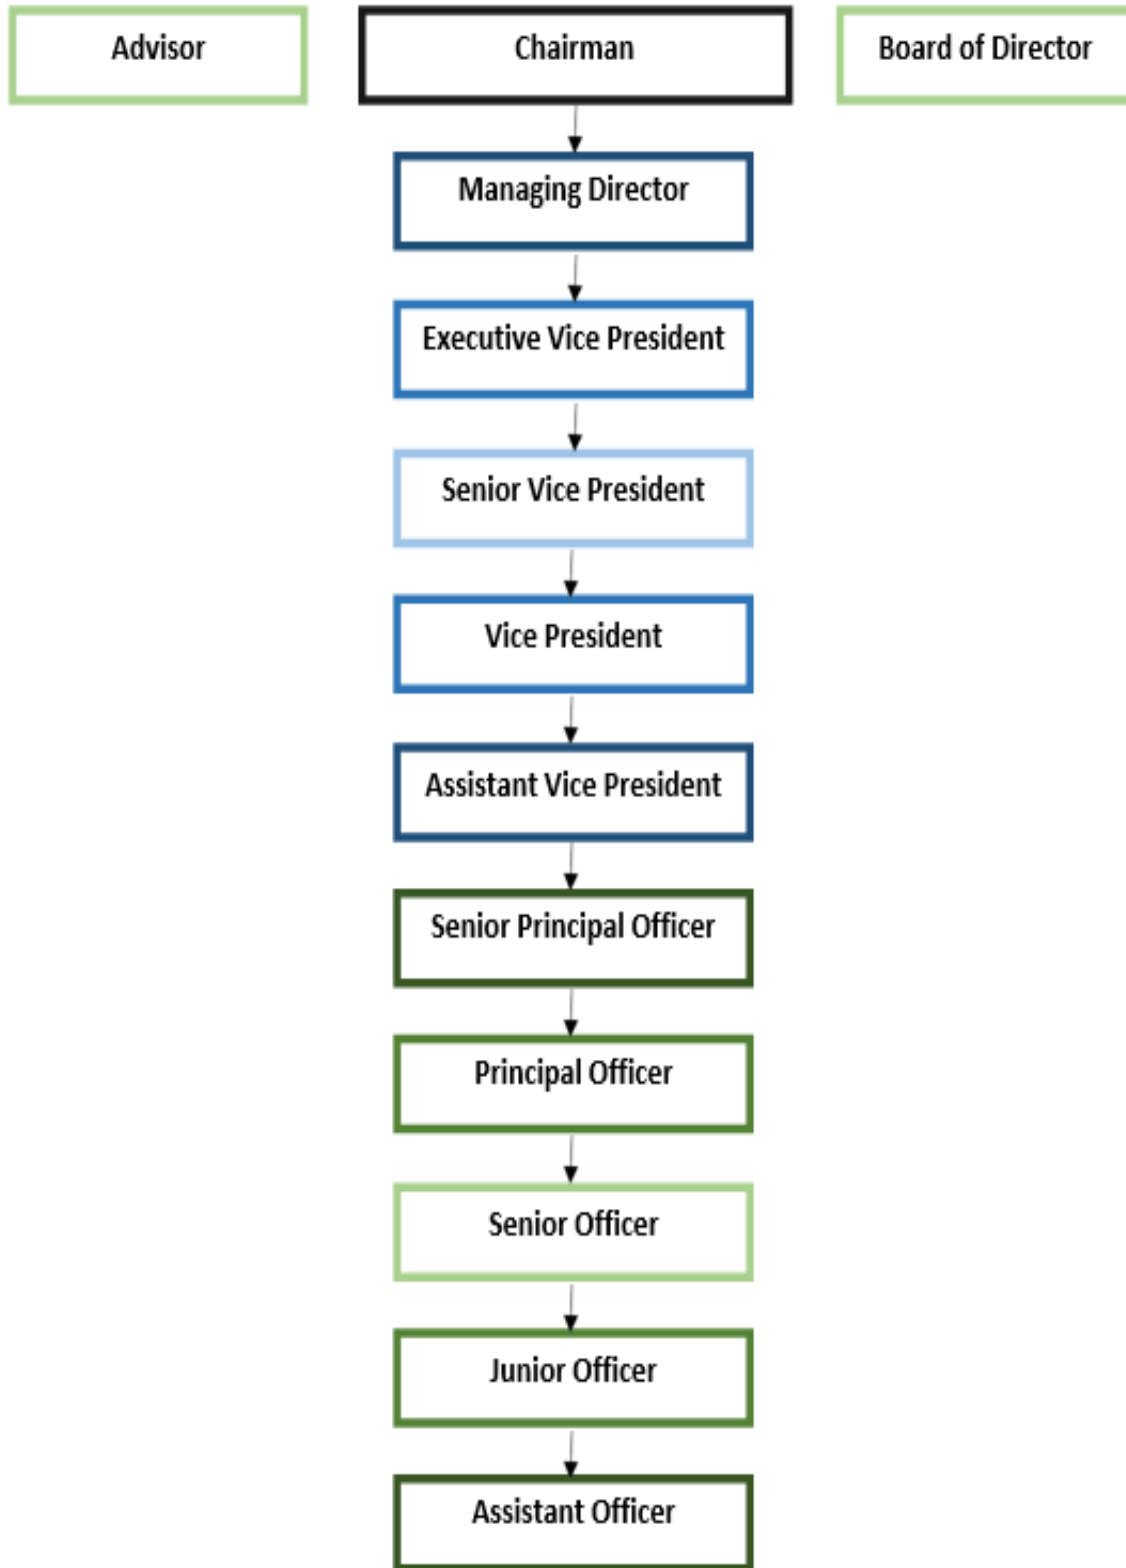 Advisor
Chairman
Board of Director
Managing Director
Executive Vice President
Senior Vice President
Vice President
Assistant Vice President
Senior Principal Officer
Principal Officer
Senior Officer
Junior Officer
Assistant Officer